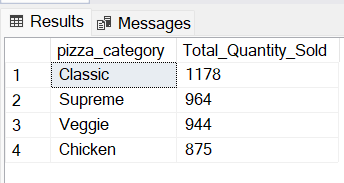 Results Messages
pizza_category Total_Quantity_Sold
1 Classic 1178
2 Supreme 964
3 Veggie 944
4 Chicken 875